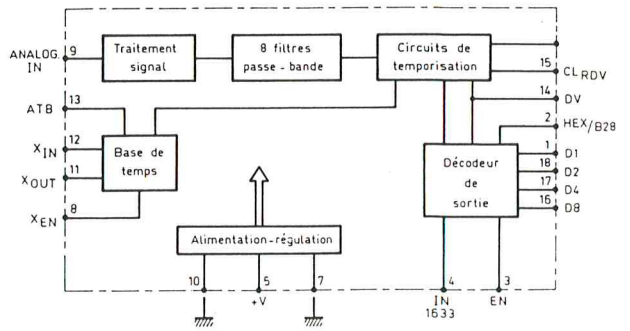 ANALOG. IN
9
Traitement signal
8 filtres passe-bande
Circuits de temporisation
15
CL RDV
14
DV
2
HEX/B28
ATB
13
X IN
12
X OUT
11
X EN
8
Base de temps
Décodeur de sortie
1
D1
18
D2
17
D4
16
D8
Alimentation-régulation
10
5
+V
7
4
IN 1633
3
EN